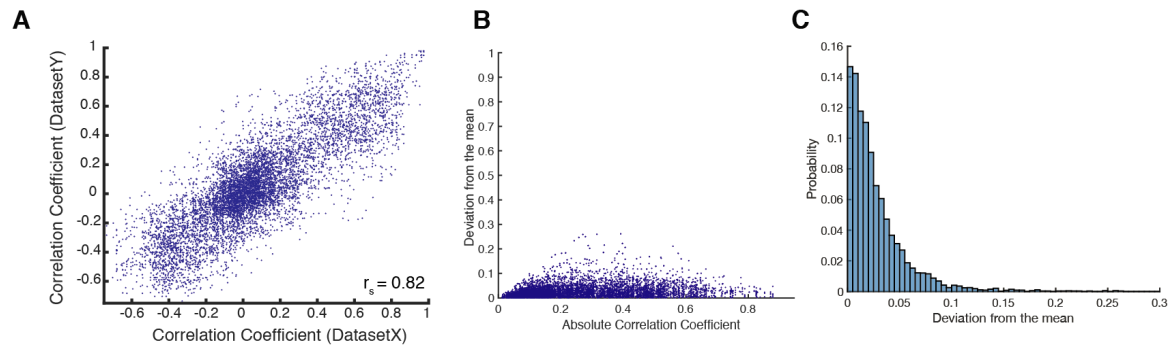 A
Correlation Coefficient (DatasetY)
1
0.8
0.6
0.4
0.2
0
-0.2
-0.4
-0.6
-0.6 -0.4 -0.2 0 0.2 0.4 0.6 0.8 1
rs = 0.82
Correlation Coefficient (DatasetX)
B
Deviation from the mean
1
0.9
0.8
0.7
0.6
0.5
0.4
0.3
0.2
0.1
0
0 0.2 0.4 0.6 0.8
Absolute Correlation Coefficient
C
Probability
0.16
0.14
0.12
0.1
0.08
0.06
0.04
0.02
0
0 0.05 0.1 0.15 0.2 0.25 0.3
Deviation from the mean